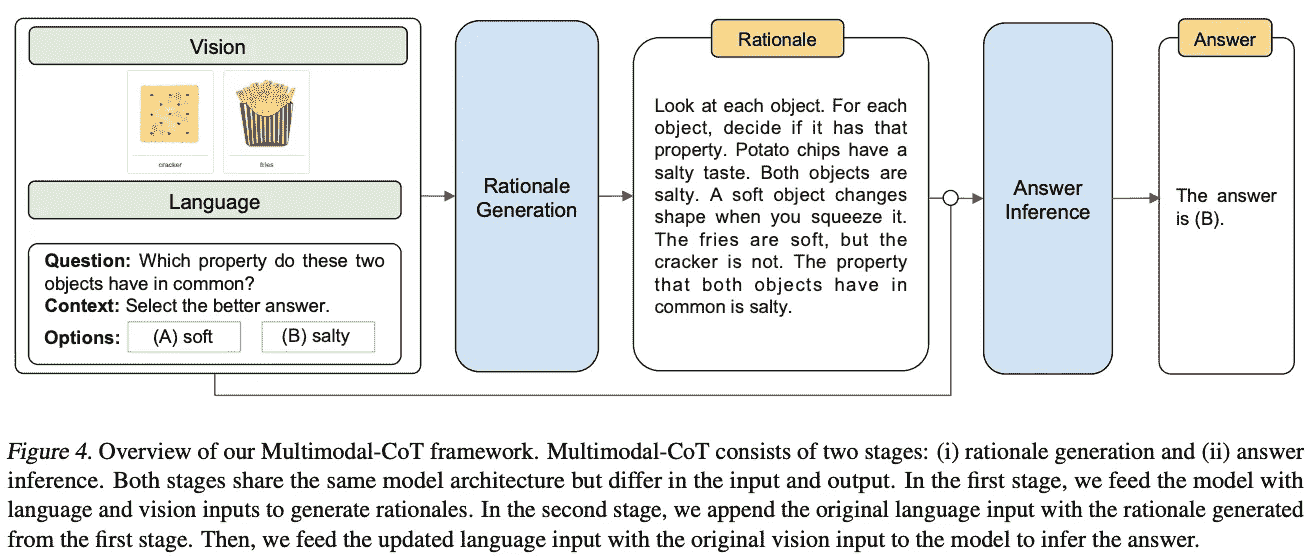 Vision
cracker
fries
Language
Question: Which property do these two
objects have in common?
Context: Select the better answer.
Options: (A) soft (B) salty
Rationale
Generation
Rationale
Look at each object. For each
object, decide if it has that
property. Potato chips have a
salty taste. Both objects are
salty. A soft object changes
shape when you squeeze it.
The fries are soft, but the
cracker is not. The property
that both objects have in
common is salty.
Answer
Inference
Answer
The answer
is (B).
Figure 4. Overview of our Multimodal-CoT framework. Multimodal-CoT consists of two stages: (i) rationale generation and (ii) answer
inference. Both stages share the same model architecture but differ in the input and output. In the first stage, we feed the model with
language and vision inputs to generate rationales. In the second stage, we append the original language input with the rationale generated
from the first stage. Then, we feed the updated language input with the original vision input to the model to infer the answer.